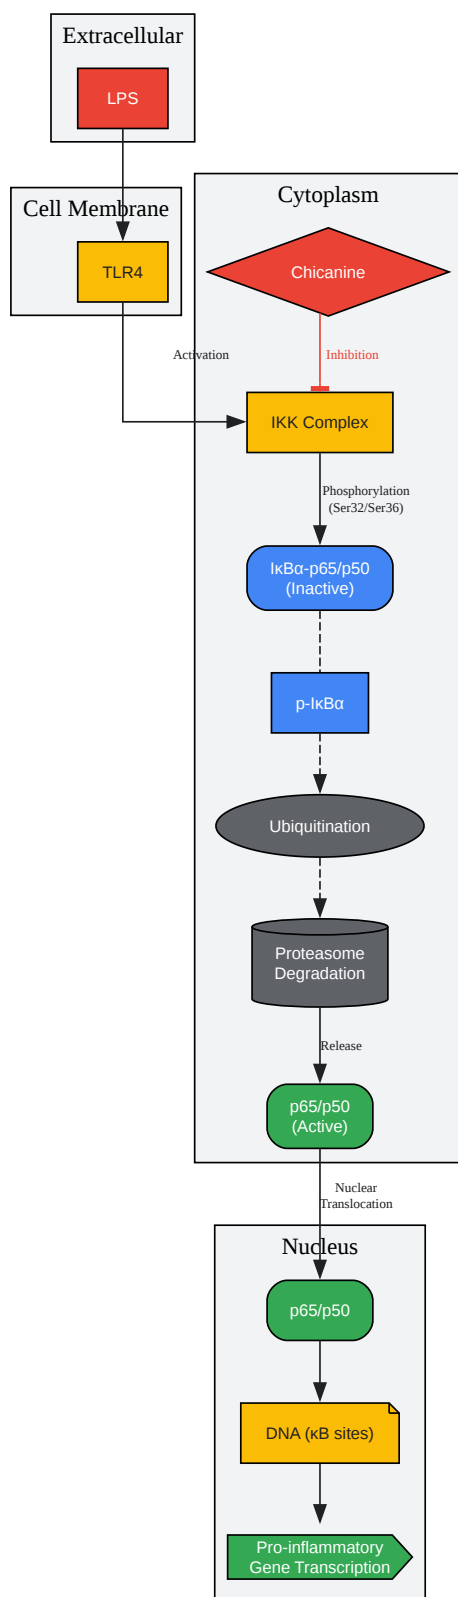 Extracellular
LPS
Cell Membrane
TLR4
Cytoplasm
Chicanine
Activation
Inhibition
IKK Complex
Phosphorylation
(Ser32/Ser36)
IκBα-p65/p50
(Inactive)
p-IκBα
Ubiquitination
Proteasome
Degradation
Release
p65/p50
(Active)
Nuclear
Translocation
Nucleus
p65/p50
DNA (κB sites)
Pro-inflammatory
Gene Transcription